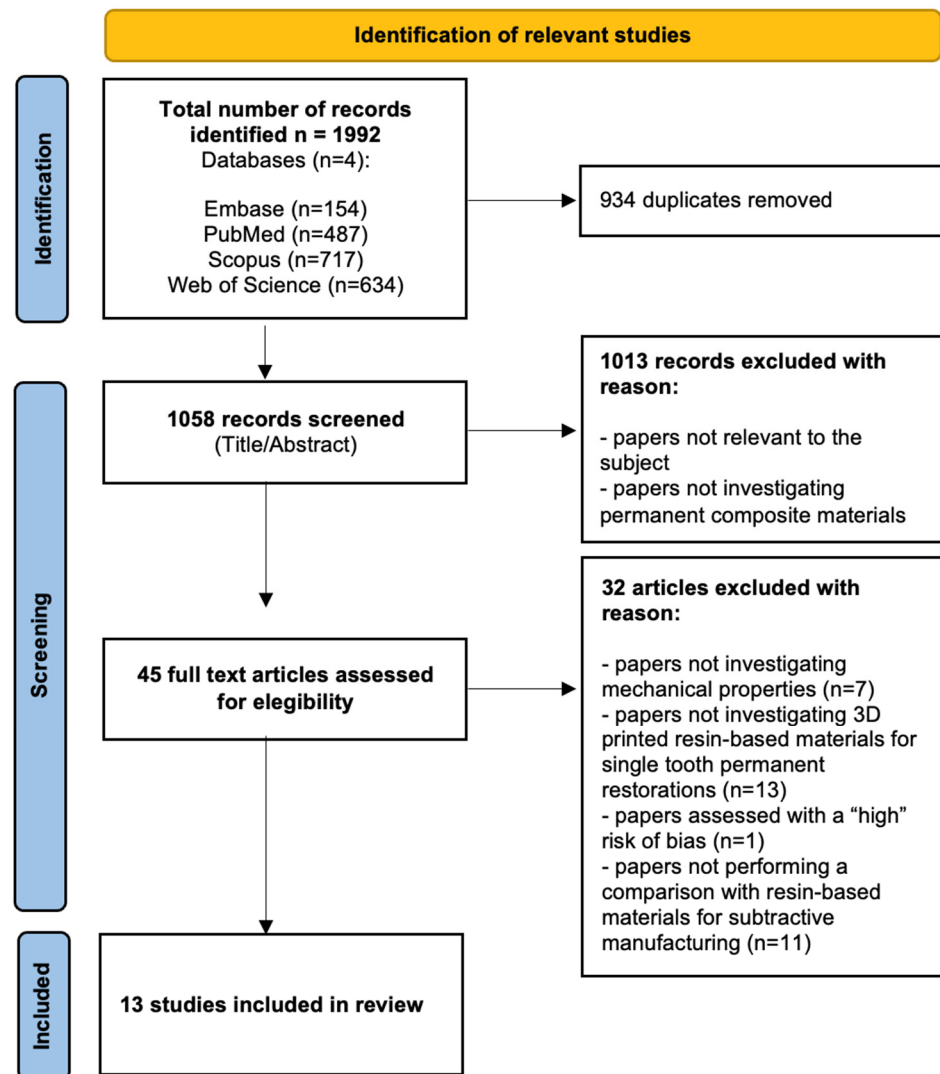 Identification of relevant studies
Identification
Total number of records
identified n = 1992
Databases (n=4):
Embase (n=154)
PubMed (n=487)
Scopus (n=717)
Web of Science (n=634)
934 duplicates removed
Screening
1058 records screened
(Title/Abstract)
1013 records excluded with
reason:
- papers not relevant to the
subject
- papers not investigating
permanent composite materials
45 full text articles assessed
for elegibility
32 articles excluded with
reason:
- papers not investigating
mechanical properties (n=7)
- papers not investigating 3D
printed resin-based materials for
single tooth permanent
restorations (n=13)
- papers assessed with a “high”
risk of bias (n=1)
- papers not performing a
comparison with resin-based
materials for subtractive
manufacturing (n=11)
Included
13 studies included in review